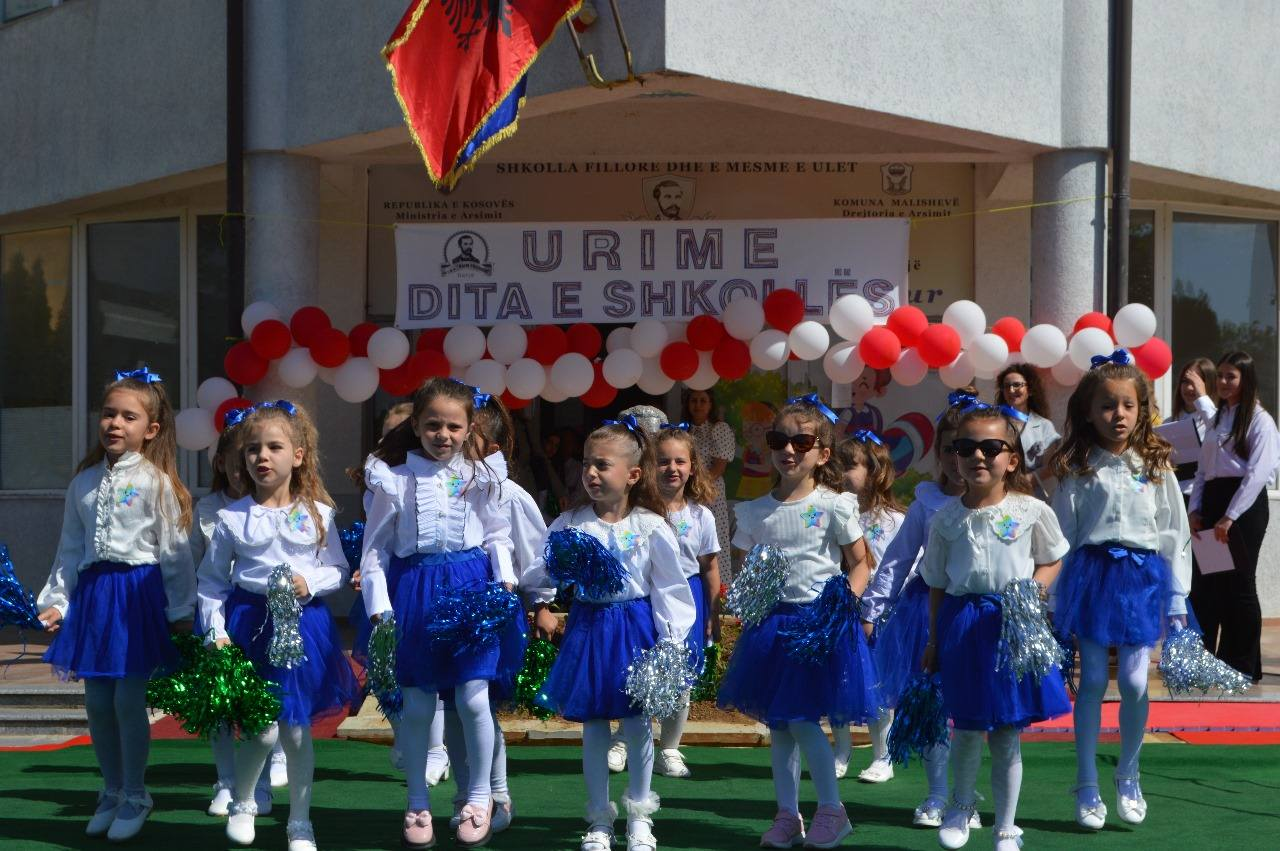 SHKOLLA FILLORE DHE E MESME E ULET
REPUBLIKA E KOSOVËS
Ministria e Arsimit
KOMUNA MALISHEVË
Drejtoria e Arsimit
URIME
DITA E SHKOLLËS